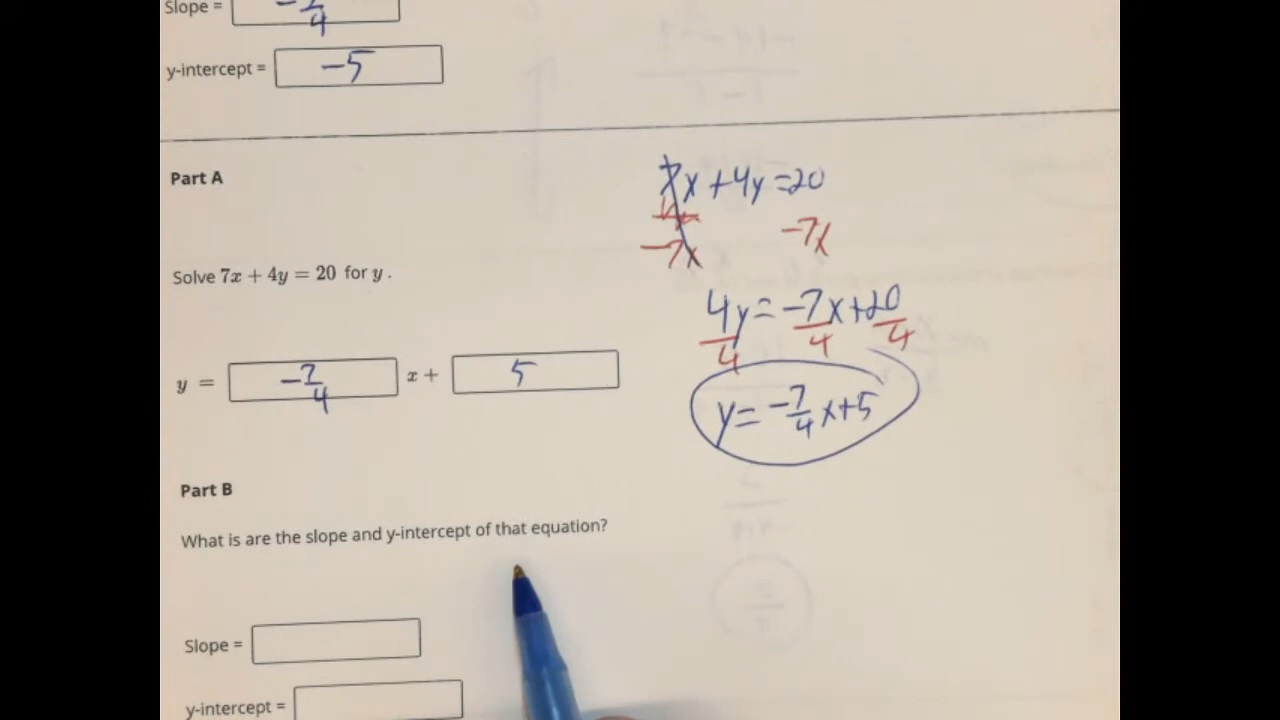 Slope =
4
y-intercept = -5
Part A
7x + 4y = 20
-7x -7x
Solve 7x + 4y = 20 for y.
4y = -7x + 20
4 4 4
y = -7/4 x + 5
y = -7/4 x + 5
Part B
What is are the slope and y-intercept of that equation?
Slope =
y-intercept =